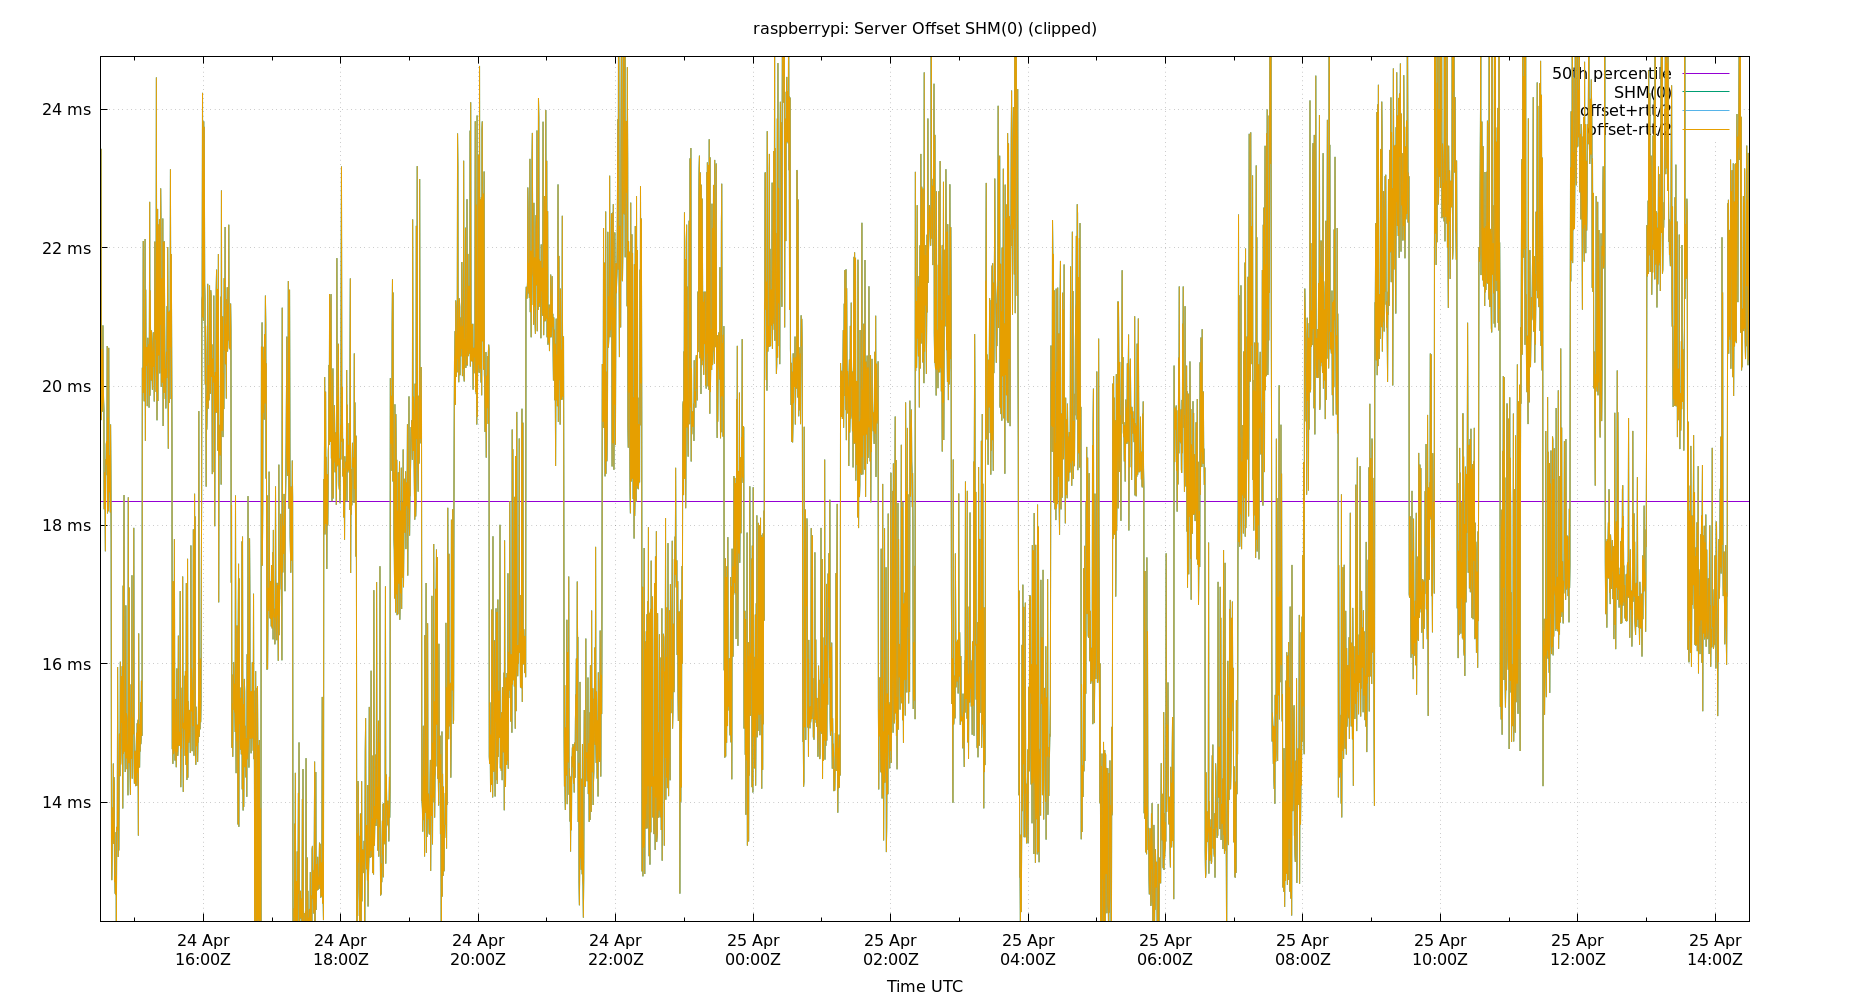 raspberrypi: Server Offset SHM(0) (clipped)
50th percentile
SHM(0)
offset+rtt/2
offset-rtt/2
24 ms
22 ms
20 ms
18 ms
16 ms
14 ms
24 Apr 24 Apr 24 Apr 24 Apr 25 Apr 25 Apr 25 Apr 25 Apr 25 Apr 25 Apr 25 Apr 25 Apr
16:00Z 18:00Z 20:00Z 22:00Z 00:00Z 02:00Z 04:00Z 06:00Z 08:00Z 10:00Z 12:00Z 14:00Z
Time UTC